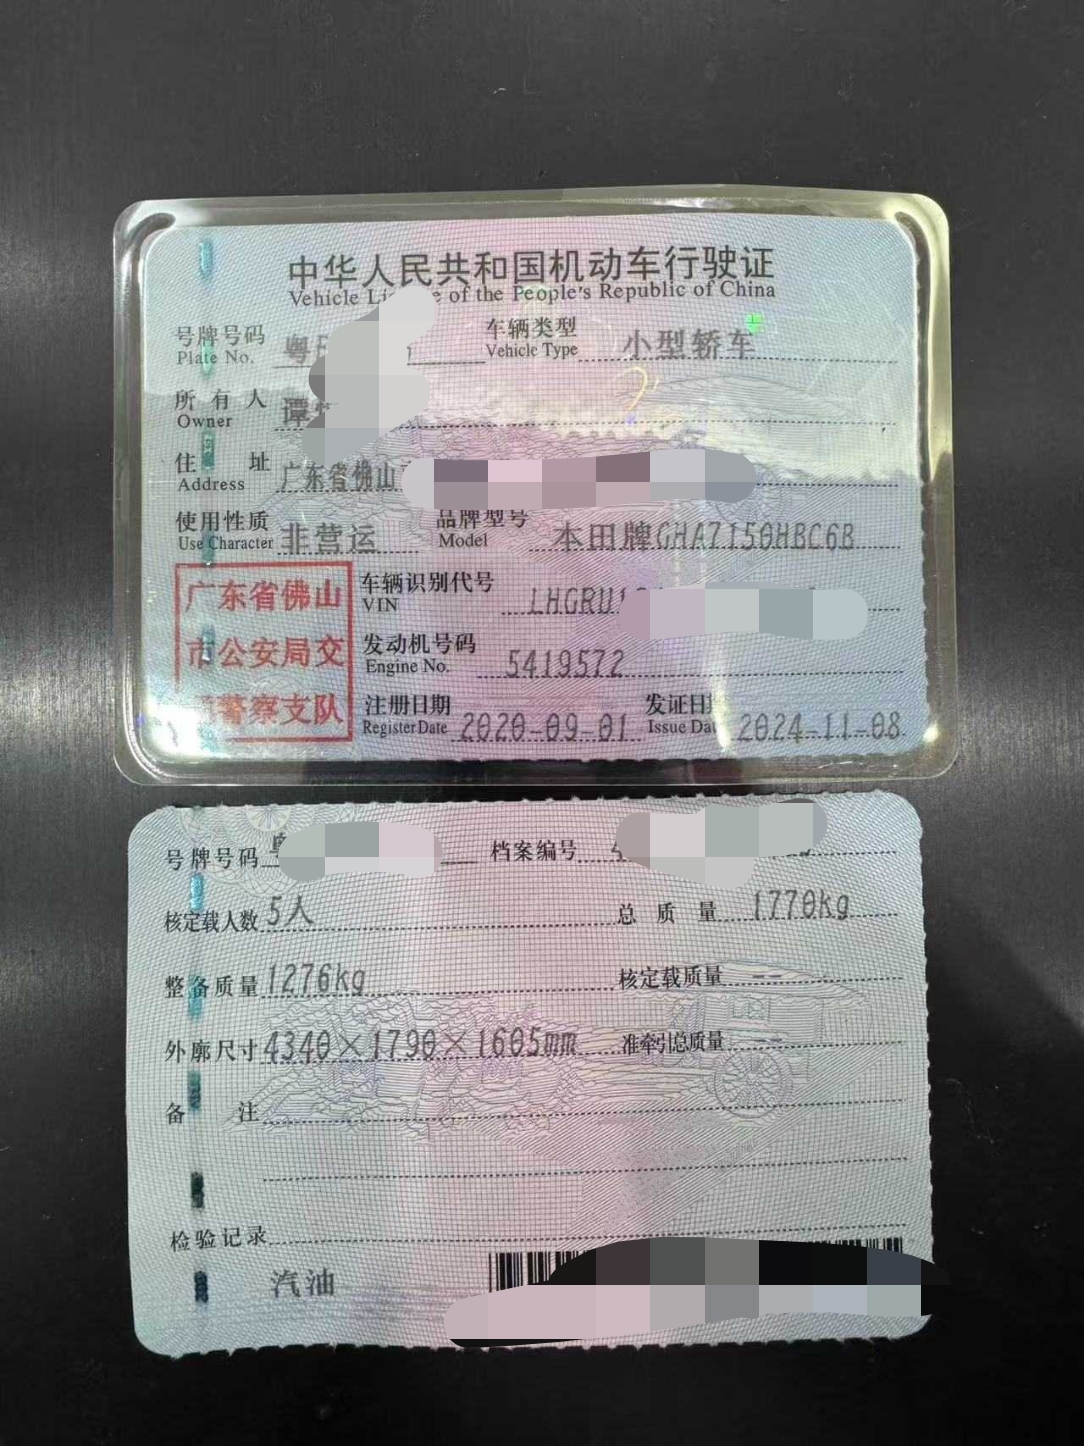 中华人民共和国机动车行驶证
Vehicle Li e of the People's Republic of China
号牌号码 粤 车辆类型 小型轿车
Plate No. Vehicle Type
所有人 谭
Owner
住址 广东省佛山
Address
使用性质 非营运 品牌型号 本田牌GHA7150HBC6B
Use Character Model
广东省佛山
市公安局交
警察支队
车辆识别代号 LHGRU1
VIN
发动机号码 5419572
Engine No.
注册日期 2020-09-01 发证日
Register Date Issue Da 2024-11-08
号牌号码 档案编号
核定载人数 5人 总质量 1770kg
整备质量 1276kg 核定载质量 --
外廓尺寸 4340×1790×1605mm 准牵引总质量 --
备注
检验记录
汽油